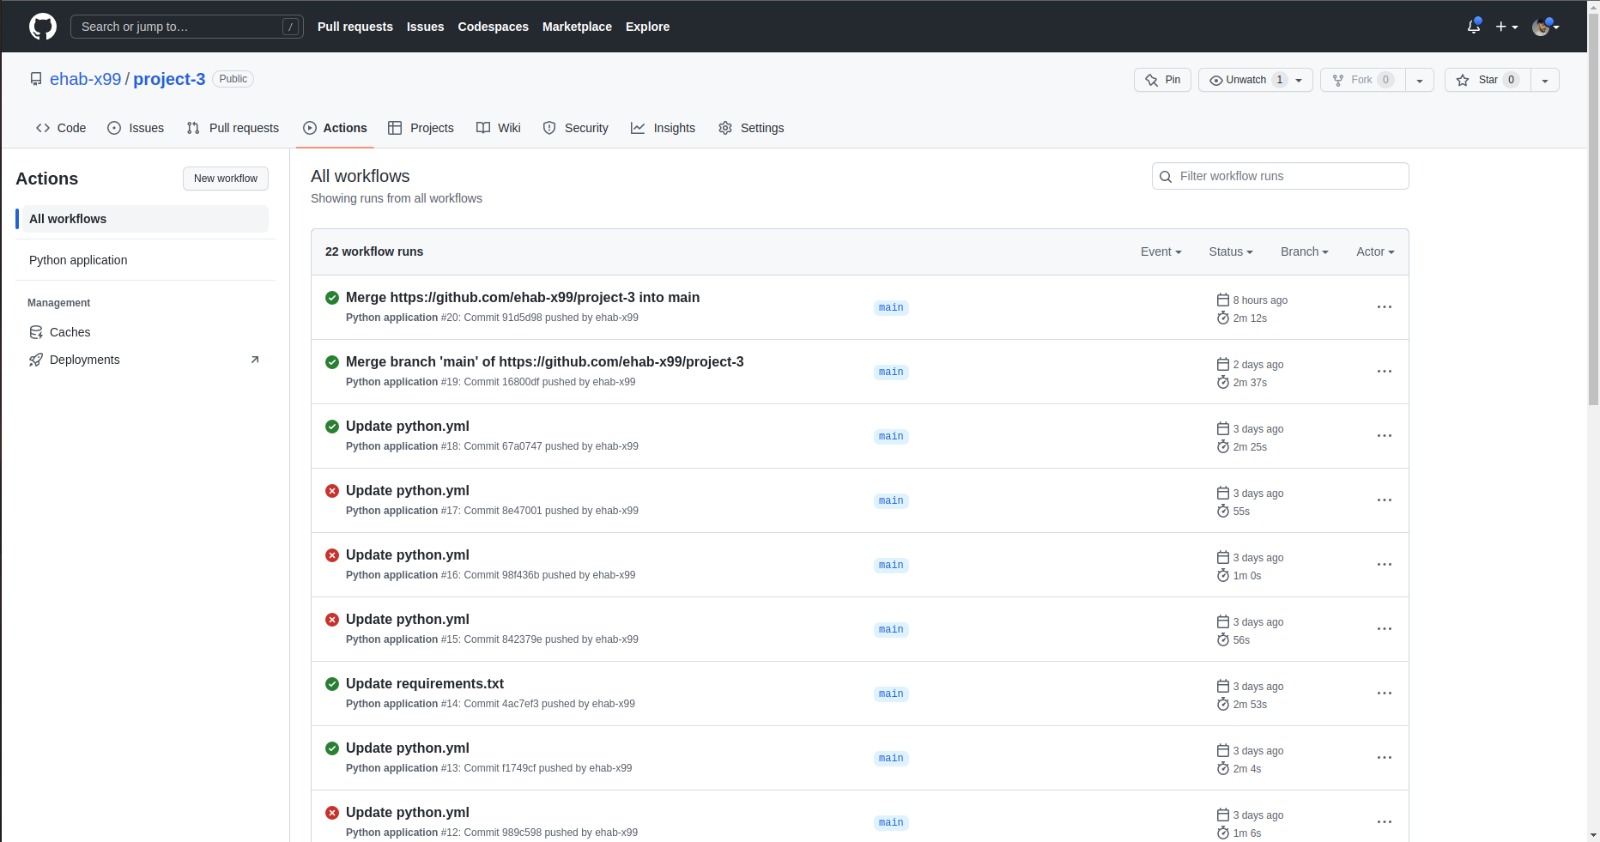 Search or jump to… /
Pull requests Issues Codespaces Marketplace Explore
ehab-x99 / project-3 Public
Pin Unwatch 1 Fork 0 Star 0
Code Issues Pull requests Actions Projects Wiki Security Insights Settings
Actions
New workflow
All workflows
Python application
Management
Caches
Deployments
All workflows
Showing runs from all workflows
Filter workflow runs
22 workflow runs
Event Status Branch Actor
Merge https://github.com/ehab-x99/project-3 into main
Python application #20: Commit 91d5d98 pushed by ehab-x99
main
8 hours ago
2m 12s
Merge branch 'main' of https://github.com/ehab-x99/project-3
Python application #19: Commit 16800df pushed by ehab-x99
main
2 days ago
2m 37s
Update python.yml
Python application #18: Commit 67a0747 pushed by ehab-x99
main
3 days ago
2m 25s
Update python.yml
Python application #17: Commit 8e47001 pushed by ehab-x99
main
3 days ago
55s
Update python.yml
Python application #16: Commit 98f436b pushed by ehab-x99
main
3 days ago
1m 0s
Update python.yml
Python application #15: Commit 842379e pushed by ehab-x99
main
3 days ago
56s
Update requirements.txt
Python application #14: Commit 4ac7ef3 pushed by ehab-x99
main
3 days ago
2m 53s
Update python.yml
Python application #13: Commit f1749cf pushed by ehab-x99
main
3 days ago
2m 4s
Update python.yml
Python application #12: Commit 989c598 pushed by ehab-x99
main
3 days ago
1m 6s